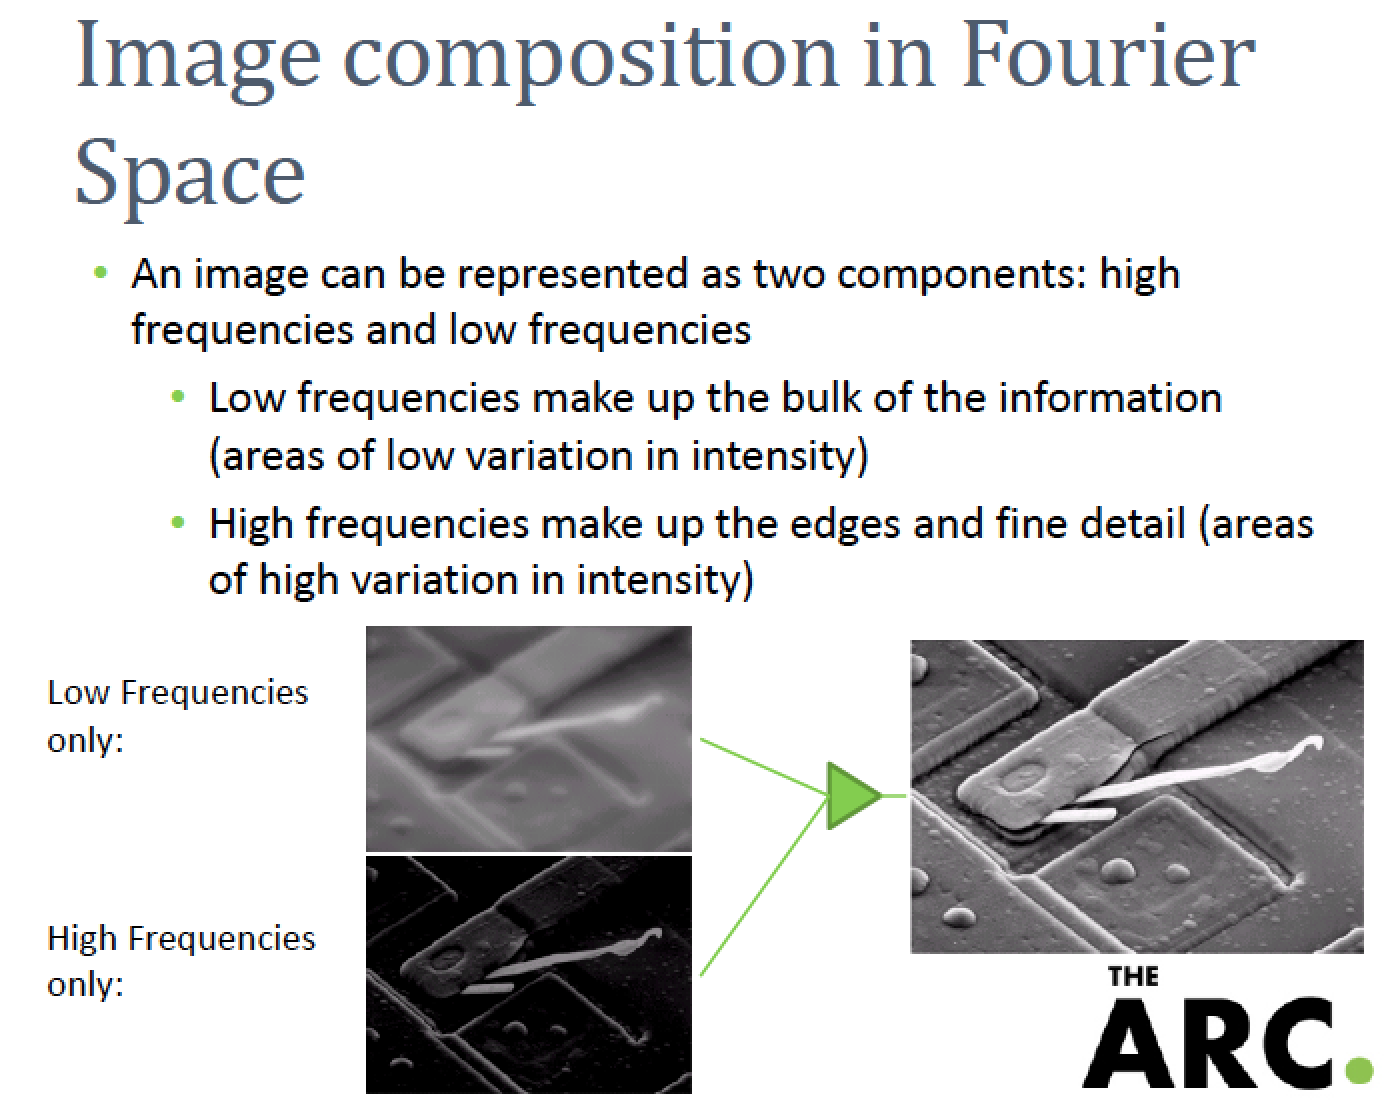 Image composition in Fourier
Space
• An image can be represented as two components: high
frequencies and low frequencies
• Low frequencies make up the bulk of the information
(areas of low variation in intensity)
• High frequencies make up the edges and fine detail (areas
of high variation in intensity)
Low Frequencies
only:
High Frequencies
only:
THE
ARC.